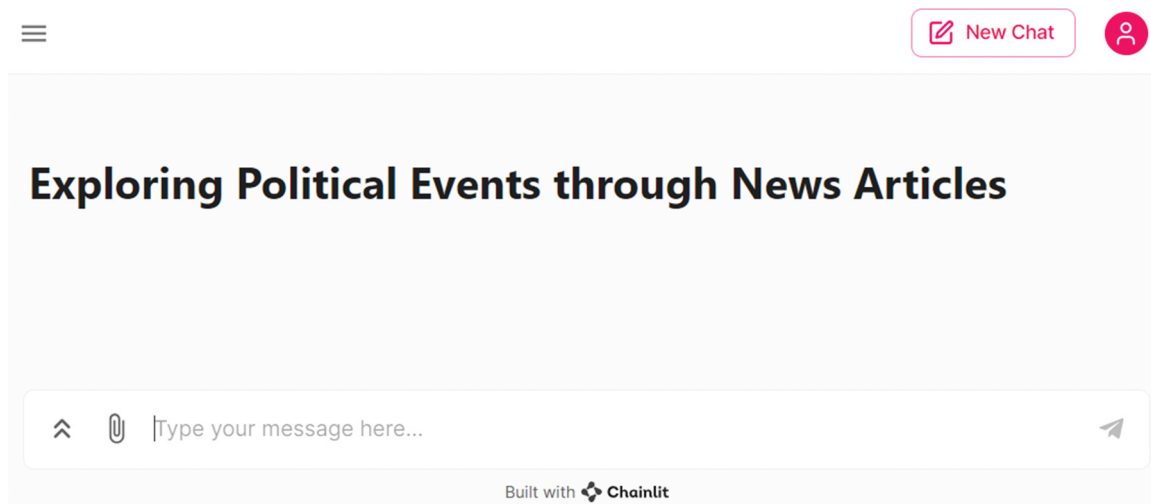 New Chat
Exploring Political Events through News Articles
Type your message here...
Built with Chainlit